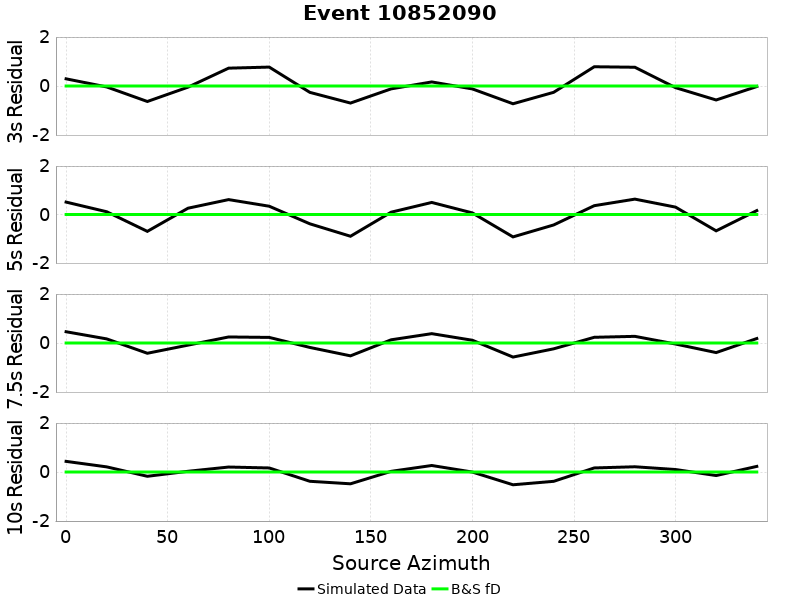 Event 10852090
3s Residual
2
0
-2
5s Residual
2
0
-2
7.5s Residual
2
0
-2
10s Residual
2
0
-2
0 50 100 150 200 250 300
Source Azimuth
Simulated Data B&S fD